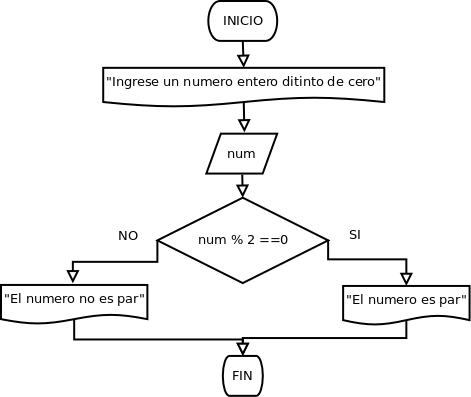 INICIO
"Ingrese un numero entero ditinto de cero"
num
num % 2 ==0
NO
SI
"El numero no es par"
"El numero es par"
FIN